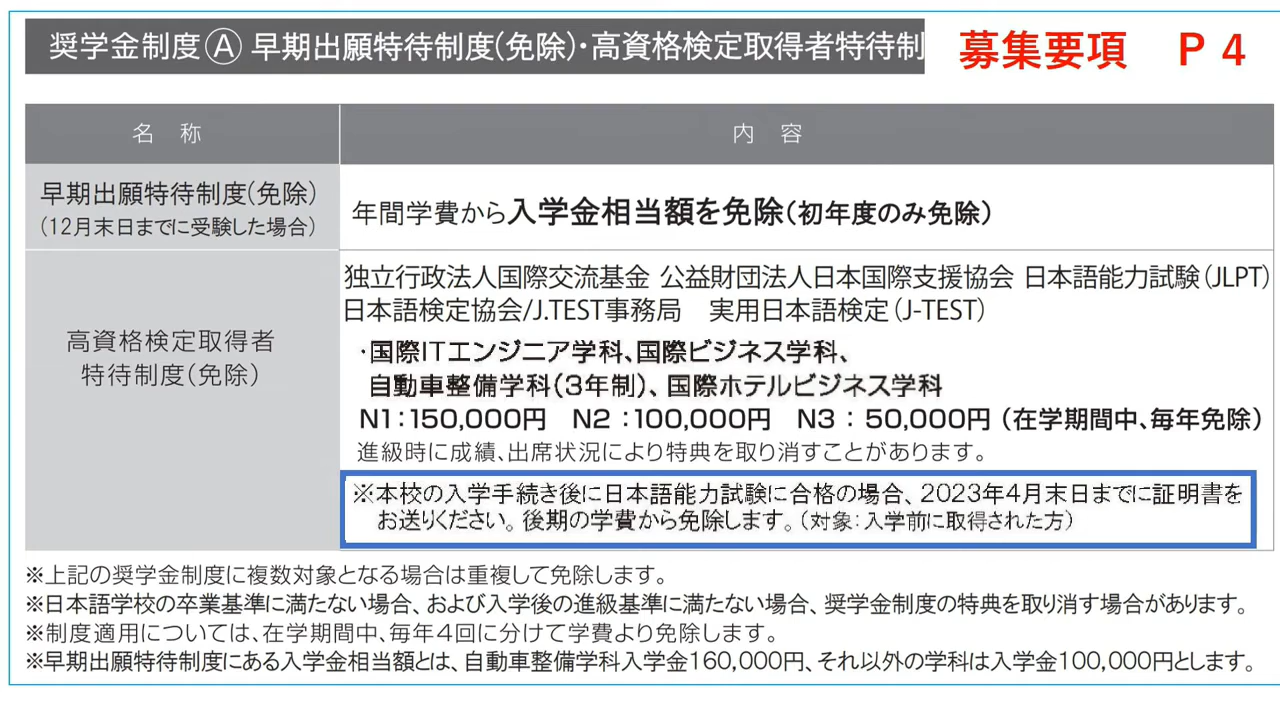 奨学金制度Ⓐ 早期出願特待制度(免除)・高資格検定取得者特待制
募集要項 P4
名 称
内 容
早期出願特待制度(免除)
(12月末日までに受験した場合)
年間学費から入学金相当額を免除(初年度のみ免除)
独立行政法人国際交流基金 公益財団法人日本国際支援協会 日本語能力試験(JLPT)
日本語検定協会/J.TEST事務局 実用日本語検定(J-TEST)
高資格検定取得者
特待制度(免除)
・国際ITエンジニア学科、国際ビジネス学科、
自動車整備学科(3年制)、国際ホテルビジネス学科
N1:150,000円 N2:100,000円 N3:50,000円(在学期間中、毎年免除)
進級時に成績、出席状況により特典を取り消すことがあります。
※本校の入学手続き後に日本語能力試験に合格の場合、2023年4月末日までに証明書を
お送りください。後期の学費から免除します。(対象:入学前に取得された方)
※上記の奨学金制度に複数対象となる場合は重複して免除します。
※日本語学校の卒業基準に満たない場合、および入学後の進級基準に満たない場合、奨学金制度の特典を取り消す場合があります。
※制度適用については、在学期間中、毎年4回に分けて学費より免除します。
※早期出願特待制度にある入学金相当額とは、自動車整備学科入学金160,000円、それ以外の学科は入学金100,000円とします。